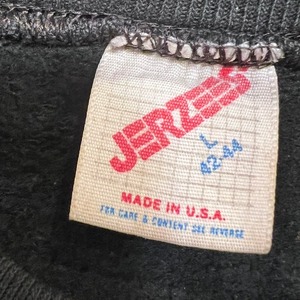 JERZEES
L
42-44
MADE IN U.S.A.
FOR CARE & CONTENT SEE REVERSE